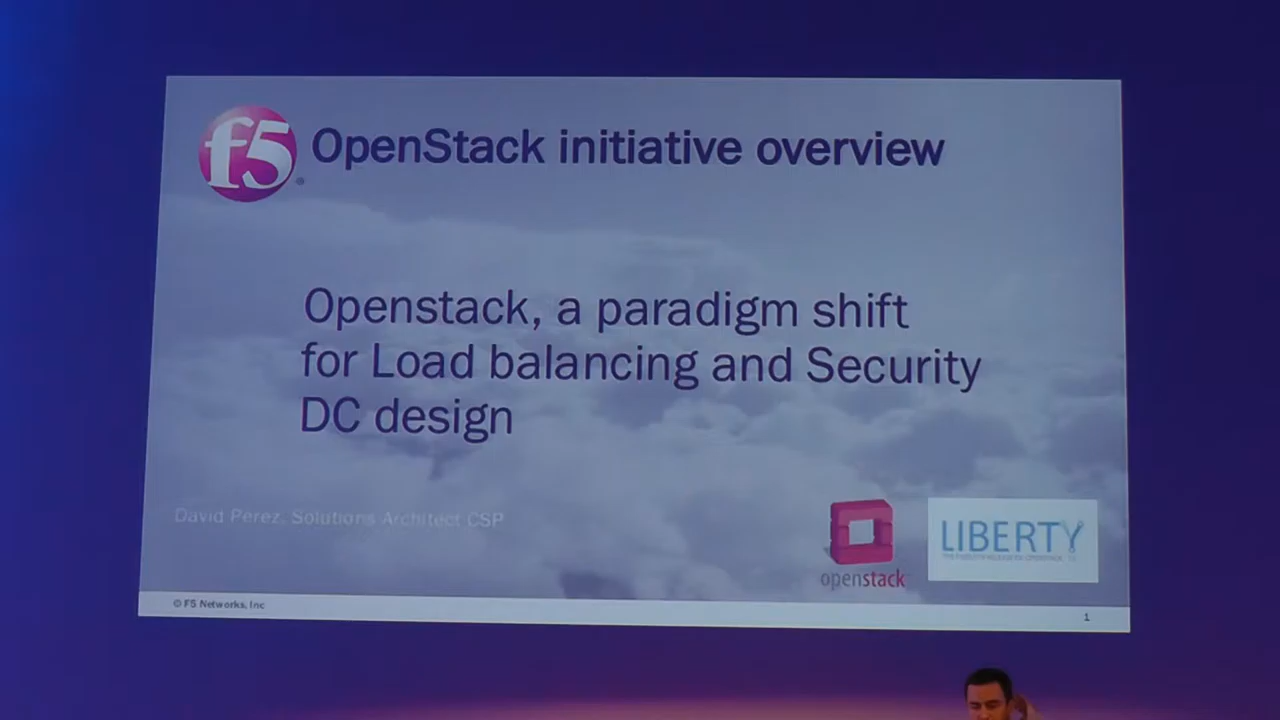 f5
OpenStack initiative overview
Openstack, a paradigm shift
for Load balancing and Security
DC design
David Perez, Solutions Architect CSP
openstack
LIBERTY
© F5 Networks, Inc
1